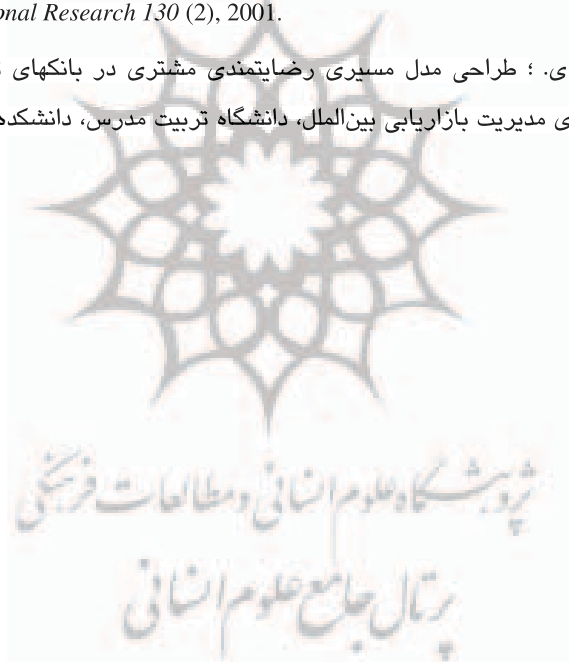 onal Research 130 (2), 2001.
ی. ؛ طراحی مدل مسیری رضایتمندی مشتری در بانکهای
ی مدیریت بازاریابی بین‌الملل، دانشگاه تربیت مدرس، دانشکده
پژوهشگاه علوم انسانی و مطالعات فرهنگی
پرتال جامع علوم انسانی